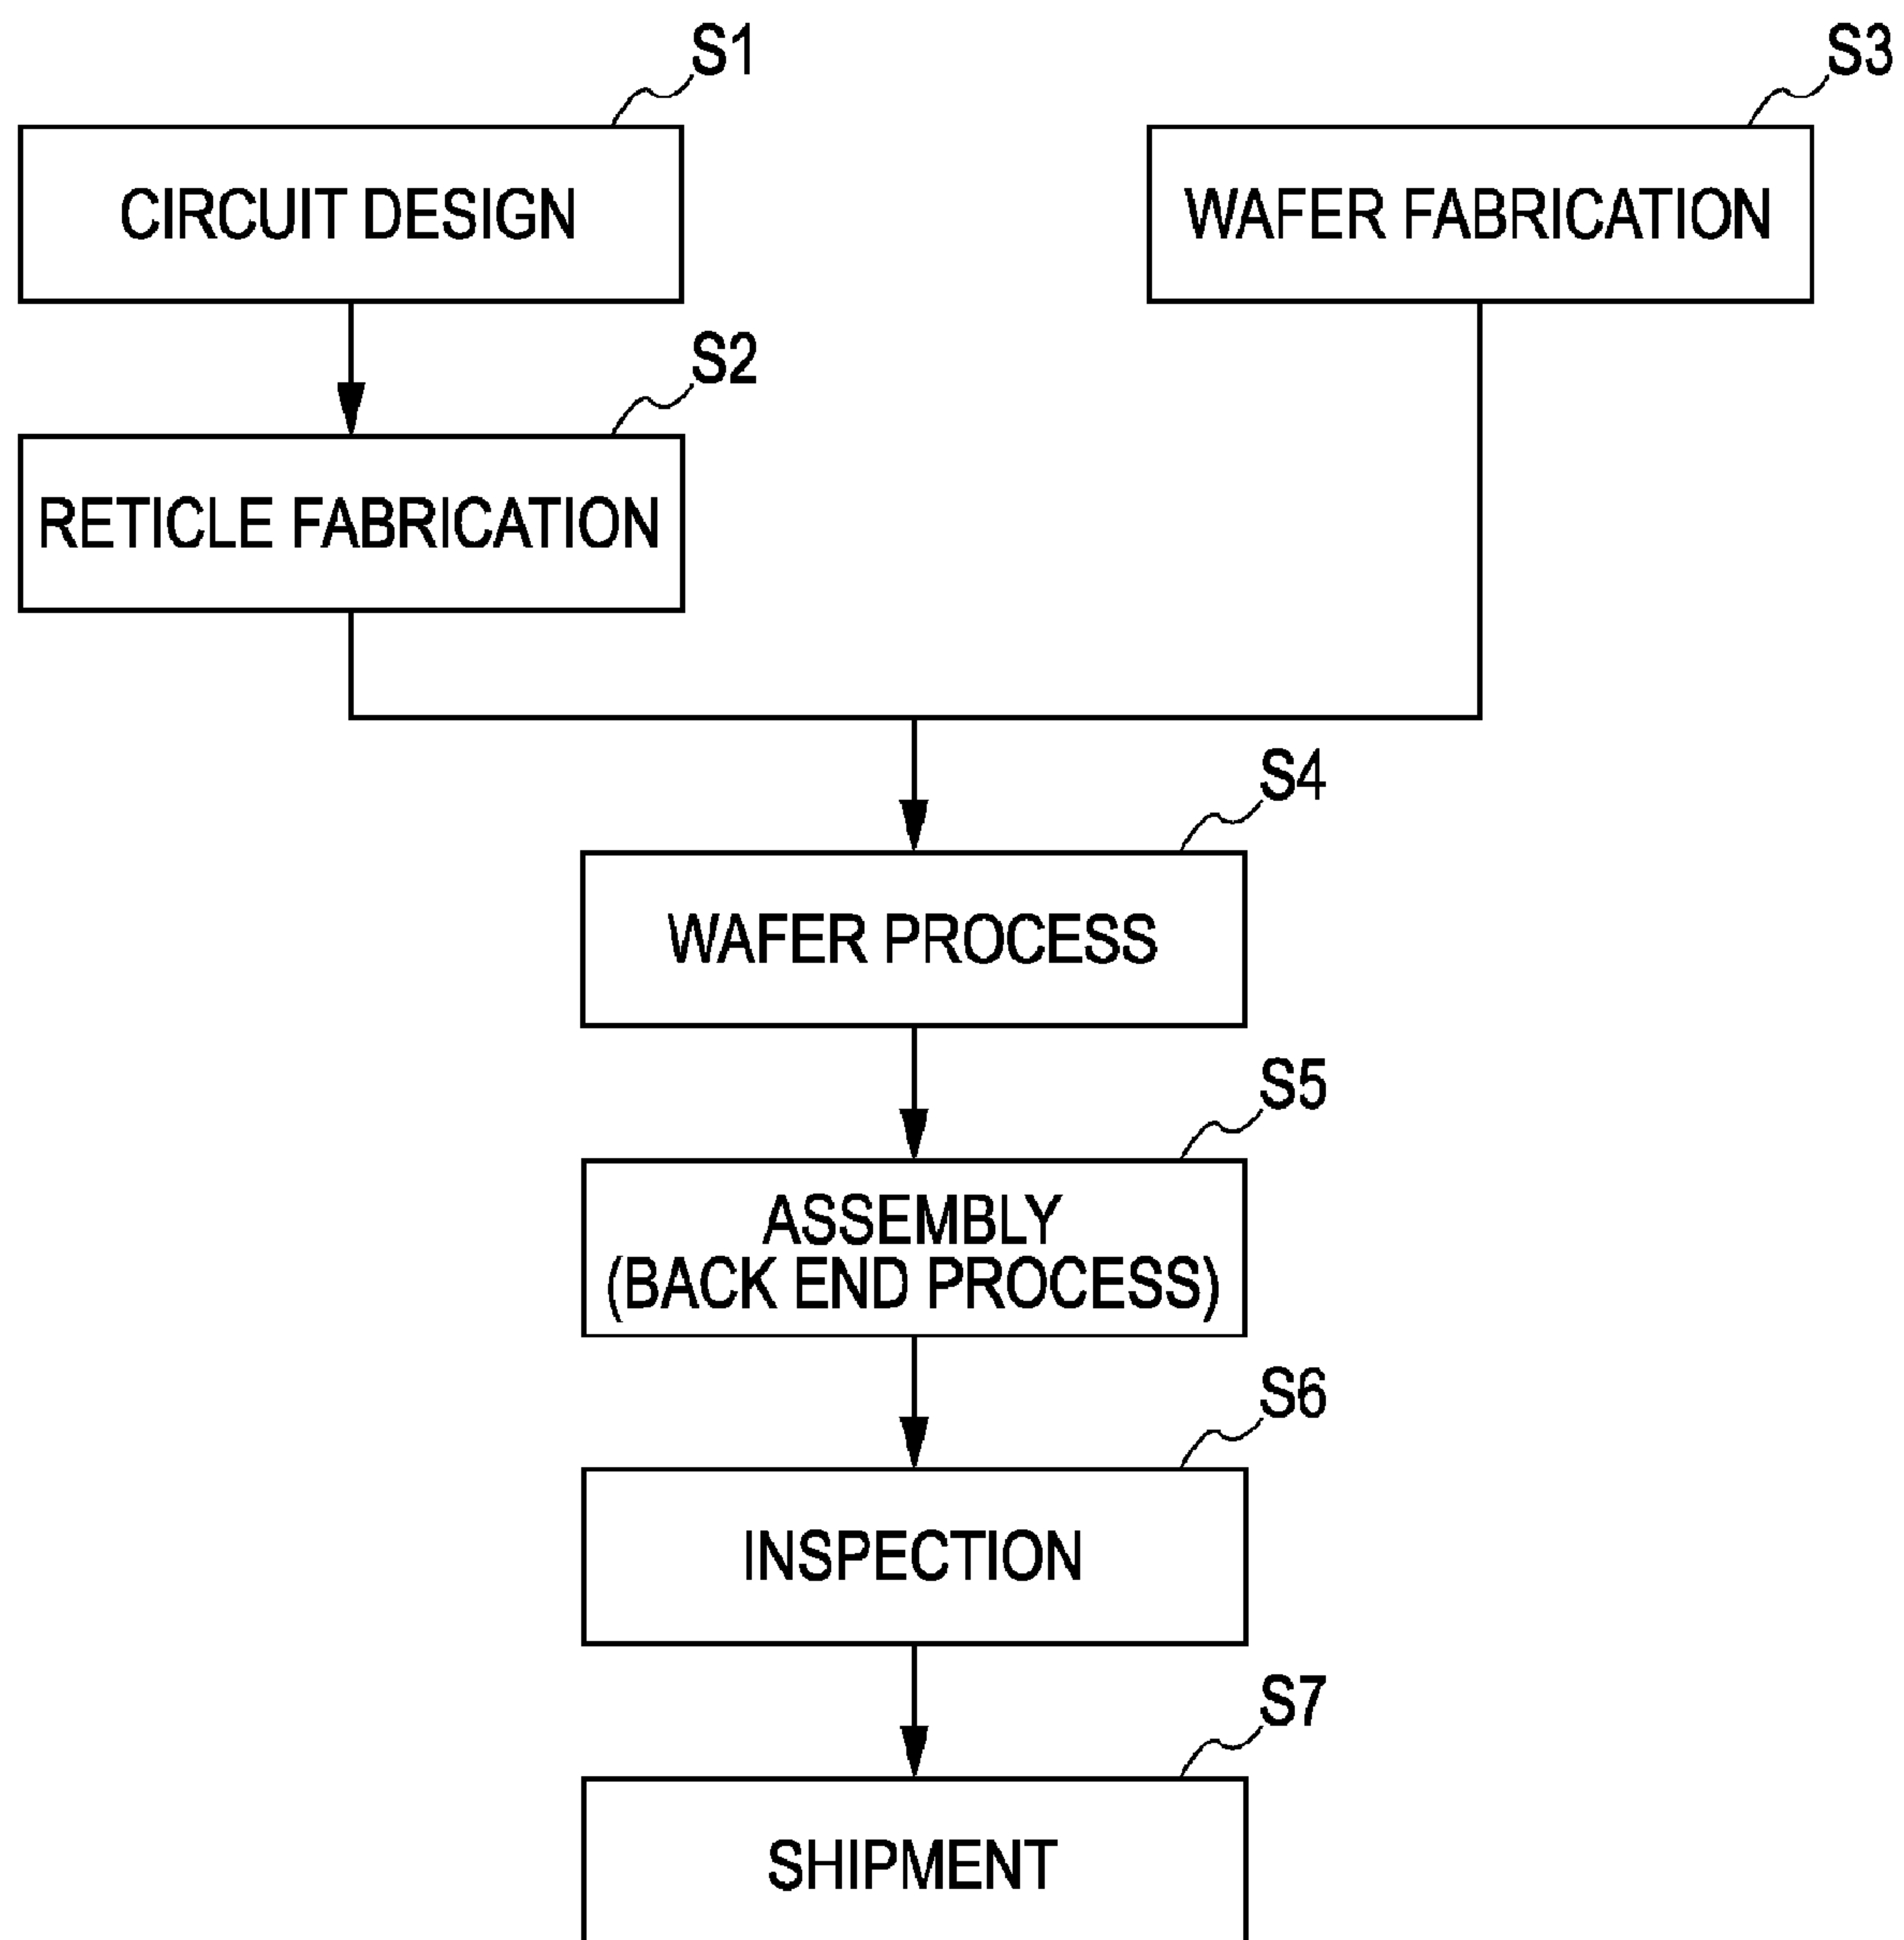 S1
CIRCUIT DESIGN
S3
WAFER FABRICATION
S2
RETICLE FABRICATION
S4
WAFER PROCESS
S5
ASSEMBLY
(BACK END PROCESS)
S6
INSPECTION
S7
SHIPMENT